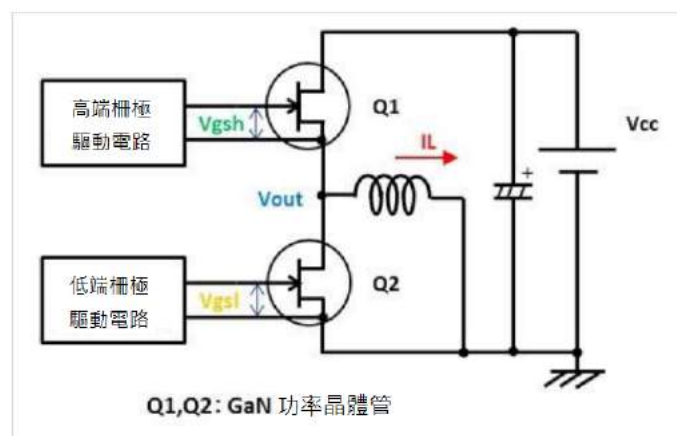 高端柵極
驅動電路
Vgsh
Q1
IL
Vcc
+
Vout
低端柵極
驅動電路
Vgsl
Q2
Q1,Q2: GaN 功率晶體管